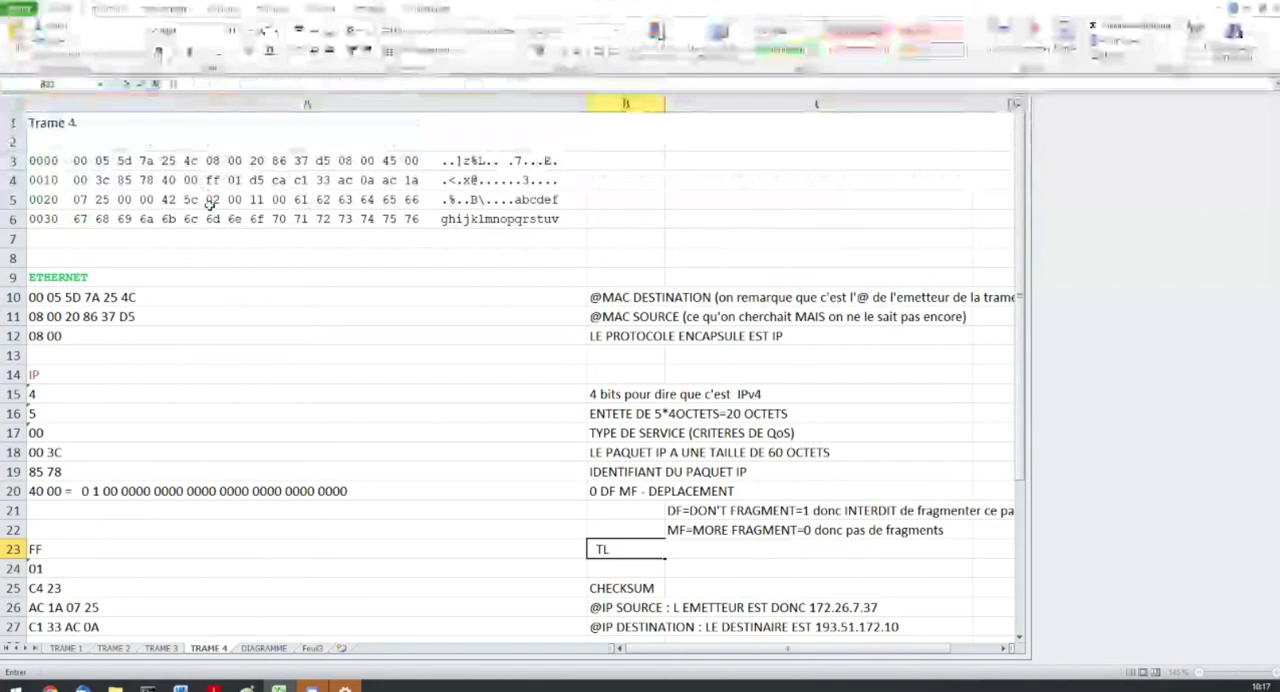 Trame 4
0000 00 05 5d 7a 25 4c 08 00 20 86 37 d5 08 00 45 00 ..]z%L.. .7...E.
0010 00 3c 85 78 40 00 ff 01 d5 ca c1 33 ac 0a ac 1a .<.x@......3....
0020 07 25 00 00 42 5c 02 00 11 00 61 62 63 64 65 66 .%..B\....abcdef
0030 67 68 69 6a 6b 6c 6d 6e 6f 70 71 72 73 74 75 76 ghijklmnopqrstuv
ETHERNET
00 05 5D 7A 25 4C @MAC DESTINATION (on remarque que c'est l'@ de l'emetteur de la trame
08 00 20 86 37 D5 @MAC SOURCE (ce qu'on cherchait MAIS on ne le sait pas encore)
08 00 LE PROTOCOLE ENCAPSULE EST IP
IP
4 4 bits pour dire que c'est IPv4
5 ENTETE DE 5*4OCTETS=20 OCTETS
00 TYPE DE SERVICE (CRITERES DE QoS)
00 3C LE PAQUET IP A UNE TAILLE DE 60 OCTETS
85 78 IDENTIFIANT DU PAQUET IP
40 00 = 0 1 00 0000 0000 0000 0000 0000 0000 0000 0 DF MF - DEPLACEMENT
DF=DON'T FRAGMENT=1 donc INTERDIT de fragmenter ce pa
MF=MORE FRAGMENT=0 donc pas de fragments
FF TL
01
C4 23 CHECKSUM
AC 1A 07 25 @IP SOURCE : L EMETTEUR EST DONC 172.26.7.37
C1 33 AC 0A @IP DESTINATION : LE DESTINAIRE EST 193.51.172.10
TRAME 1 TRAME 2 TRAME 3 TRAME 4 DIAGRAMME Feuil3
Entrer 145 %
10:17